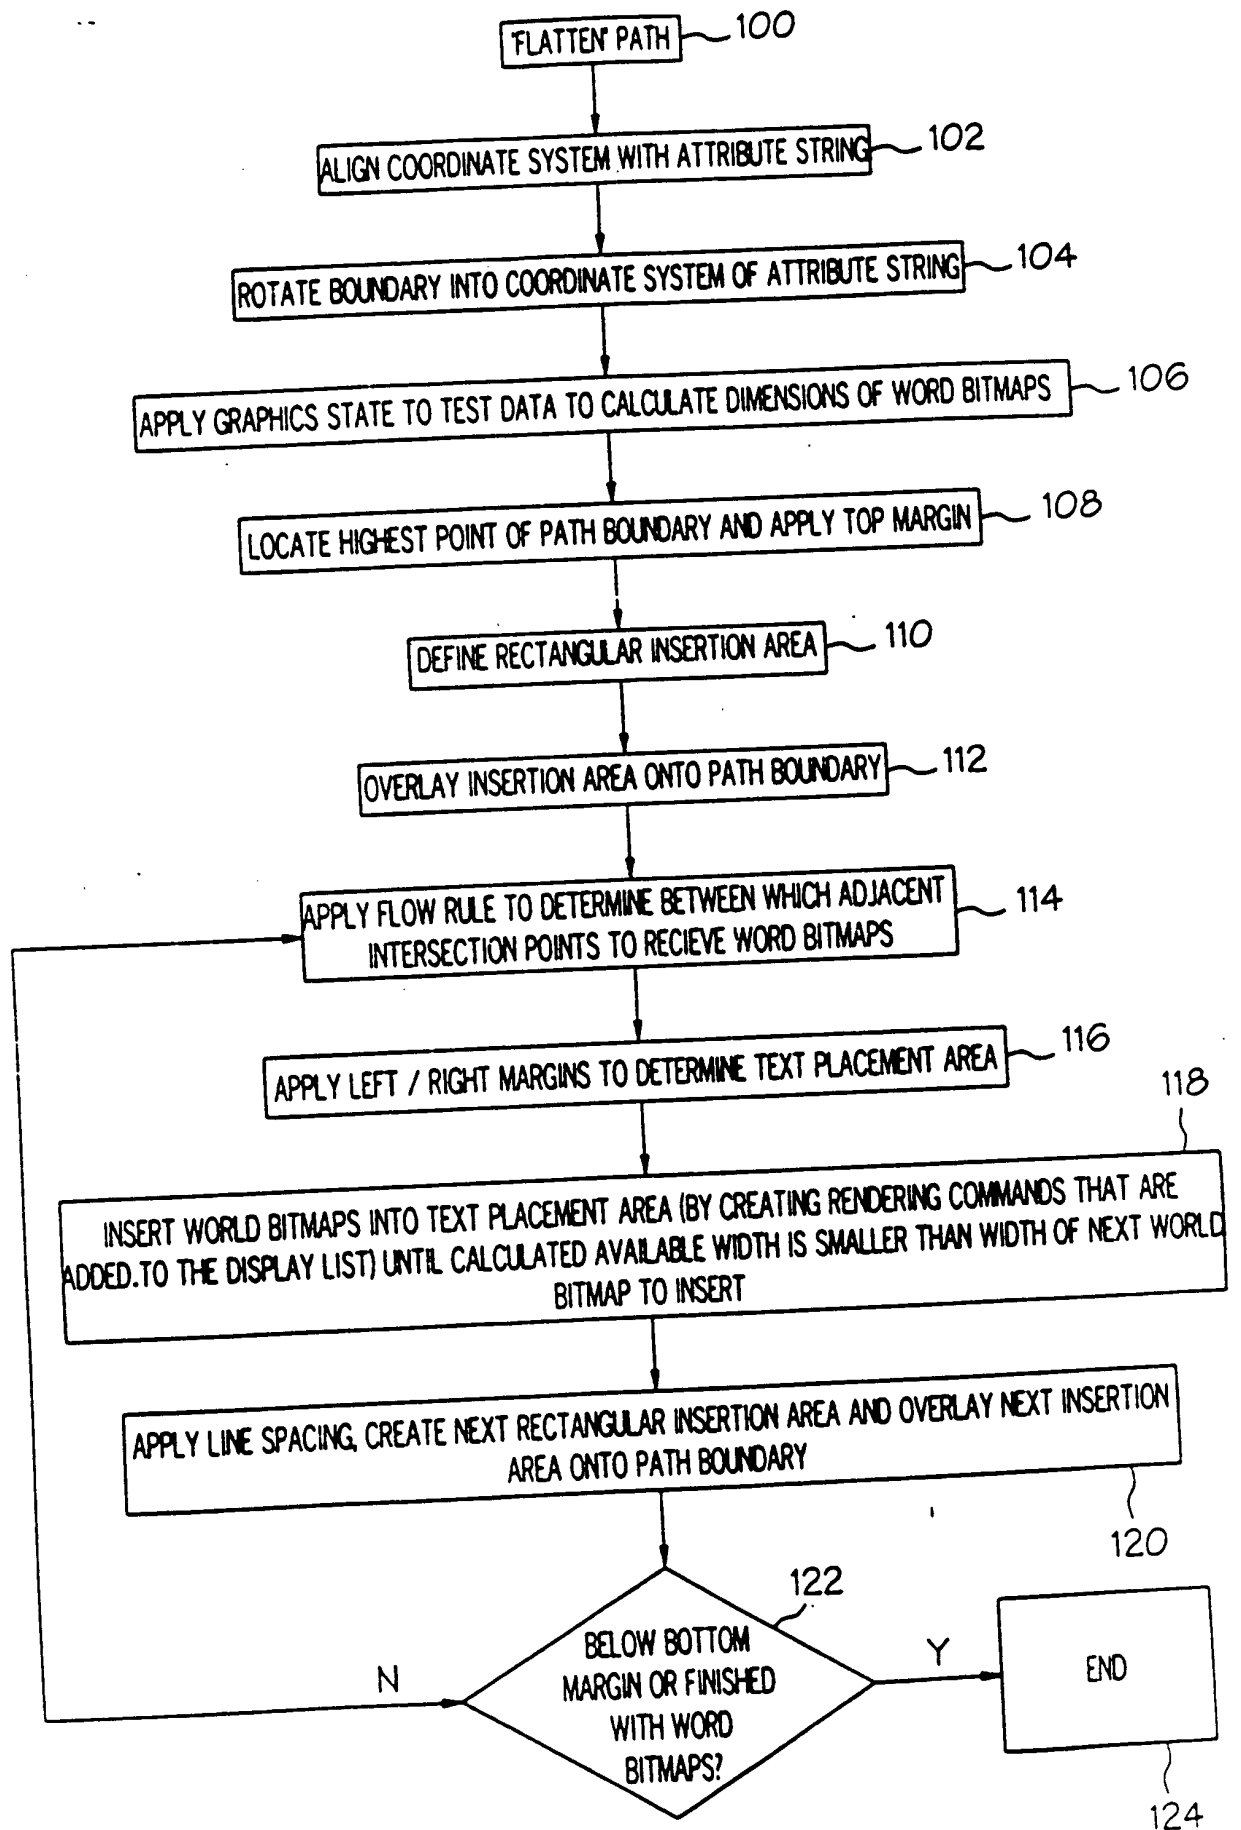 'FLATTEN' PATH
100
ALIGN COORDINATE SYSTEM WITH ATTRIBUTE STRING
102
ROTATE BOUNDARY INTO COORDINATE SYSTEM OF ATTRIBUTE STRING
104
APPLY GRAPHICS STATE TO TEST DATA TO CALCULATE DIMENSIONS OF WORD BITMAPS
106
LOCATE HIGHEST POINT OF PATH BOUNDARY AND APPLY TOP MARGIN
108
DEFINE RECTANGULAR INSERTION AREA
110
OVERLAY INSERTION AREA ONTO PATH BOUNDARY
112
APPLY FLOW RULE TO DETERMINE BETWEEN WHICH ADJACENT
INTERSECTION POINTS TO RECIEVE WORD BITMAPS
114
APPLY LEFT / RIGHT MARGINS TO DETERMINE TEXT PLACEMENT AREA
116
118
INSERT WORLD BITMAPS INTO TEXT PLACEMENT AREA (BY CREATING RENDERING COMMANDS THAT ARE
ADDED.TO THE DISPLAY LIST) UNTIL CALCULATED AVAILABLE WIDTH IS SMALLER THAN WIDTH OF NEXT WORLD
BITMAP TO INSERT
APPLY LINE SPACING, CREATE NEXT RECTANGULAR INSERTION AREA AND OVERLAY NEXT INSERTION
AREA ONTO PATH BOUNDARY
120
122
BELOW BOTTOM
MARGIN OR FINISHED
WITH WORD
BITMAPS?
N
Y
END
124